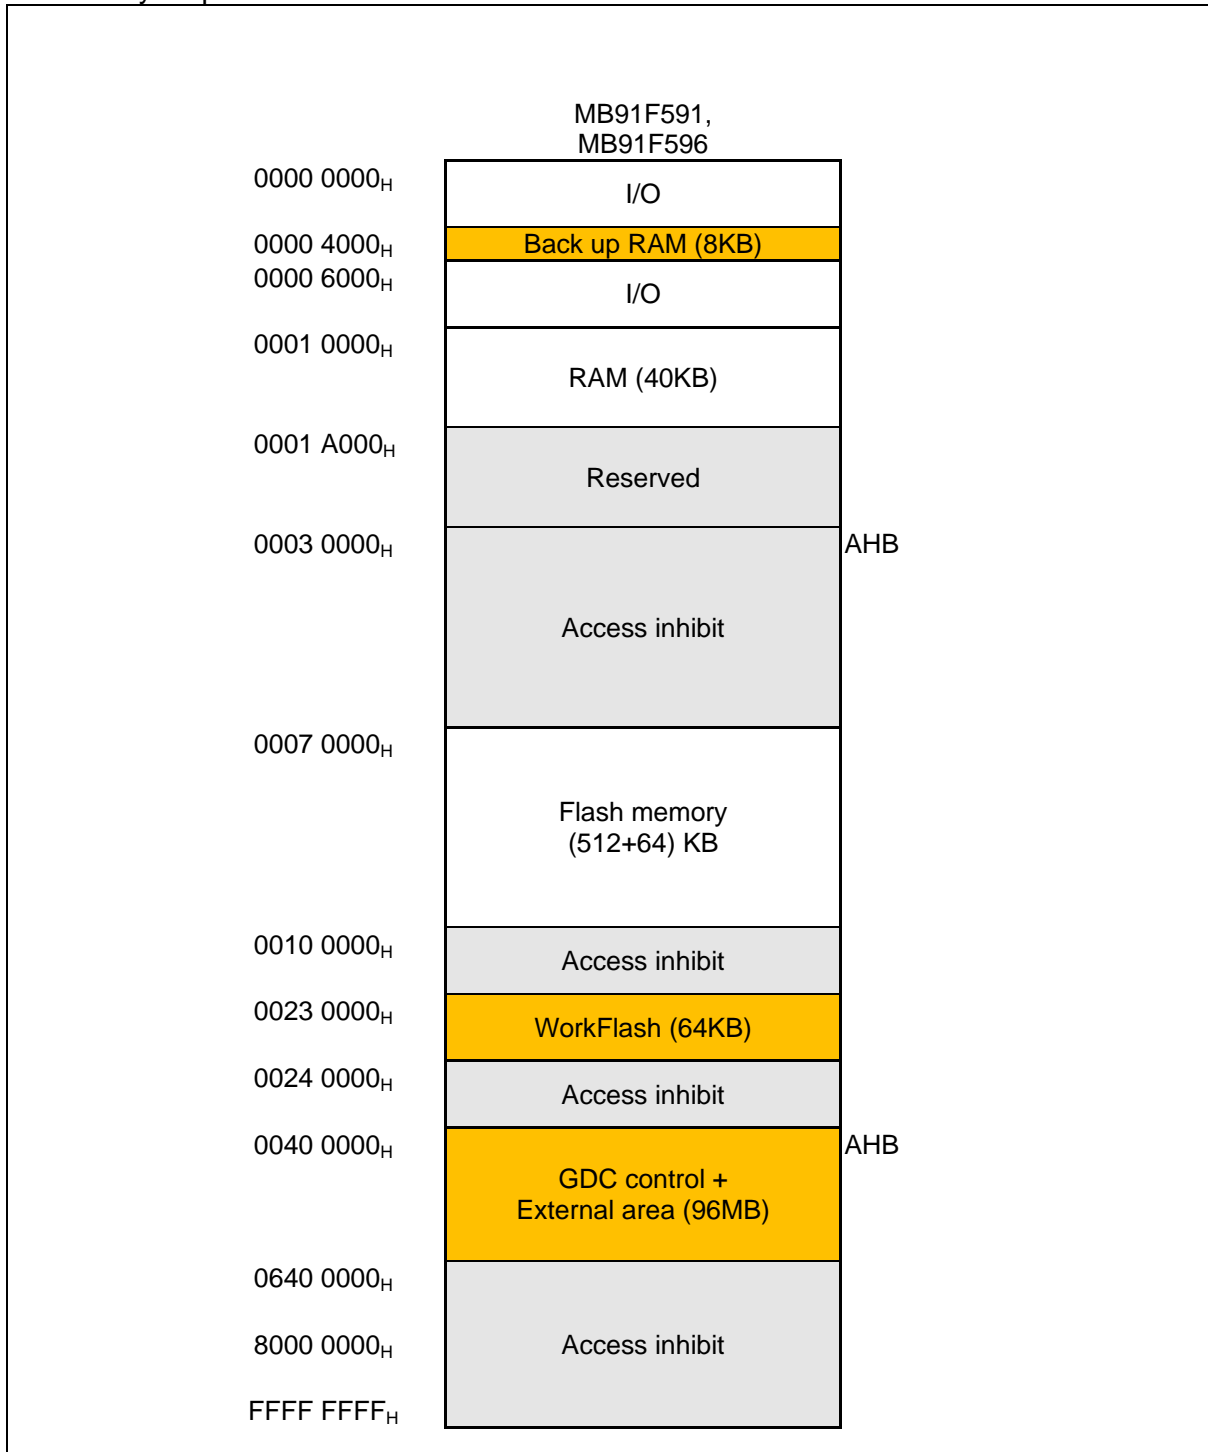 MB91F591,
MB91F596
0000 0000H
I/O
0000 4000H
Back up RAM (8KB)
0000 6000H
I/O
0001 0000H
RAM (40KB)
0001 A000H
Reserved
0003 0000H
AHB
Access inhibit
0007 0000H
Flash memory
(512+64) KB
0010 0000H
Access inhibit
0023 0000H
WorkFlash (64KB)
0024 0000H
Access inhibit
0040 0000H
AHB
GDC control +
External area (96MB)
0640 0000H
8000 0000H
Access inhibit
FFFF FFFFH